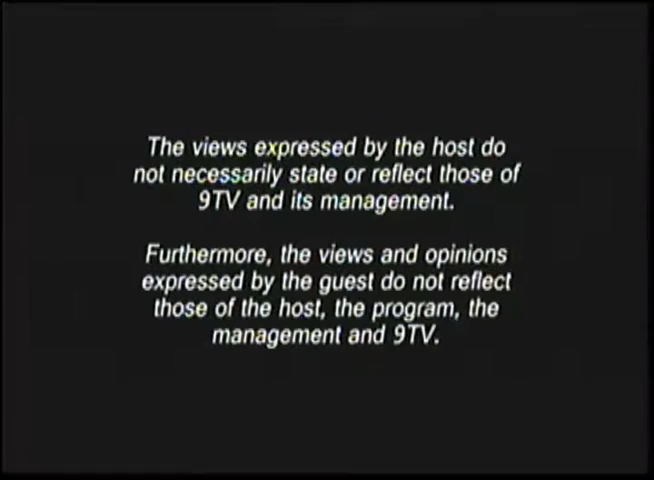 The views expressed by the host do
not necessarily state or reflect those of
9TV and its management.
Furthermore, the views and opinions
expressed by the guest do not reflect
those of the host, the program, the
management and 9TV.